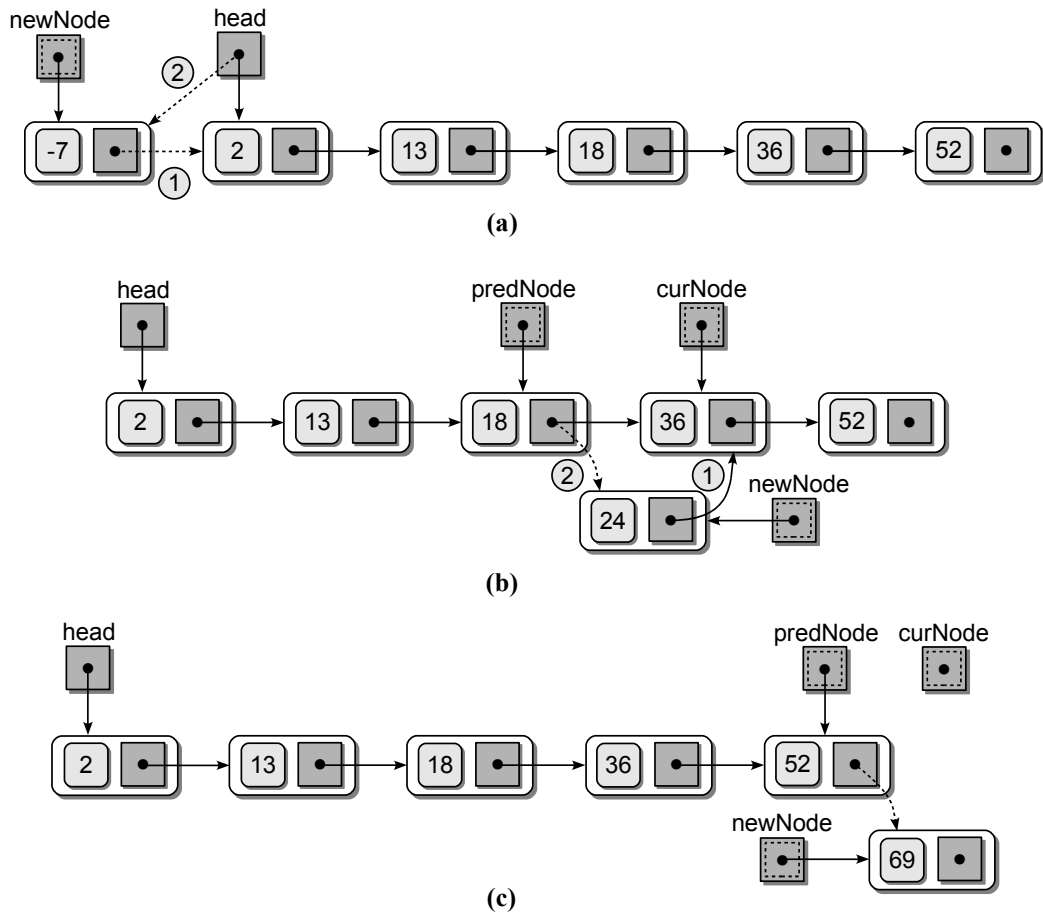 newNode head
2
-7 2 13 18 36 52
1
(a)
head predNode curNode
2 13 18 36 52
2 1 newNode
24
(b)
head predNode curNode
2 13 18 36 52
newNode
69
(c)